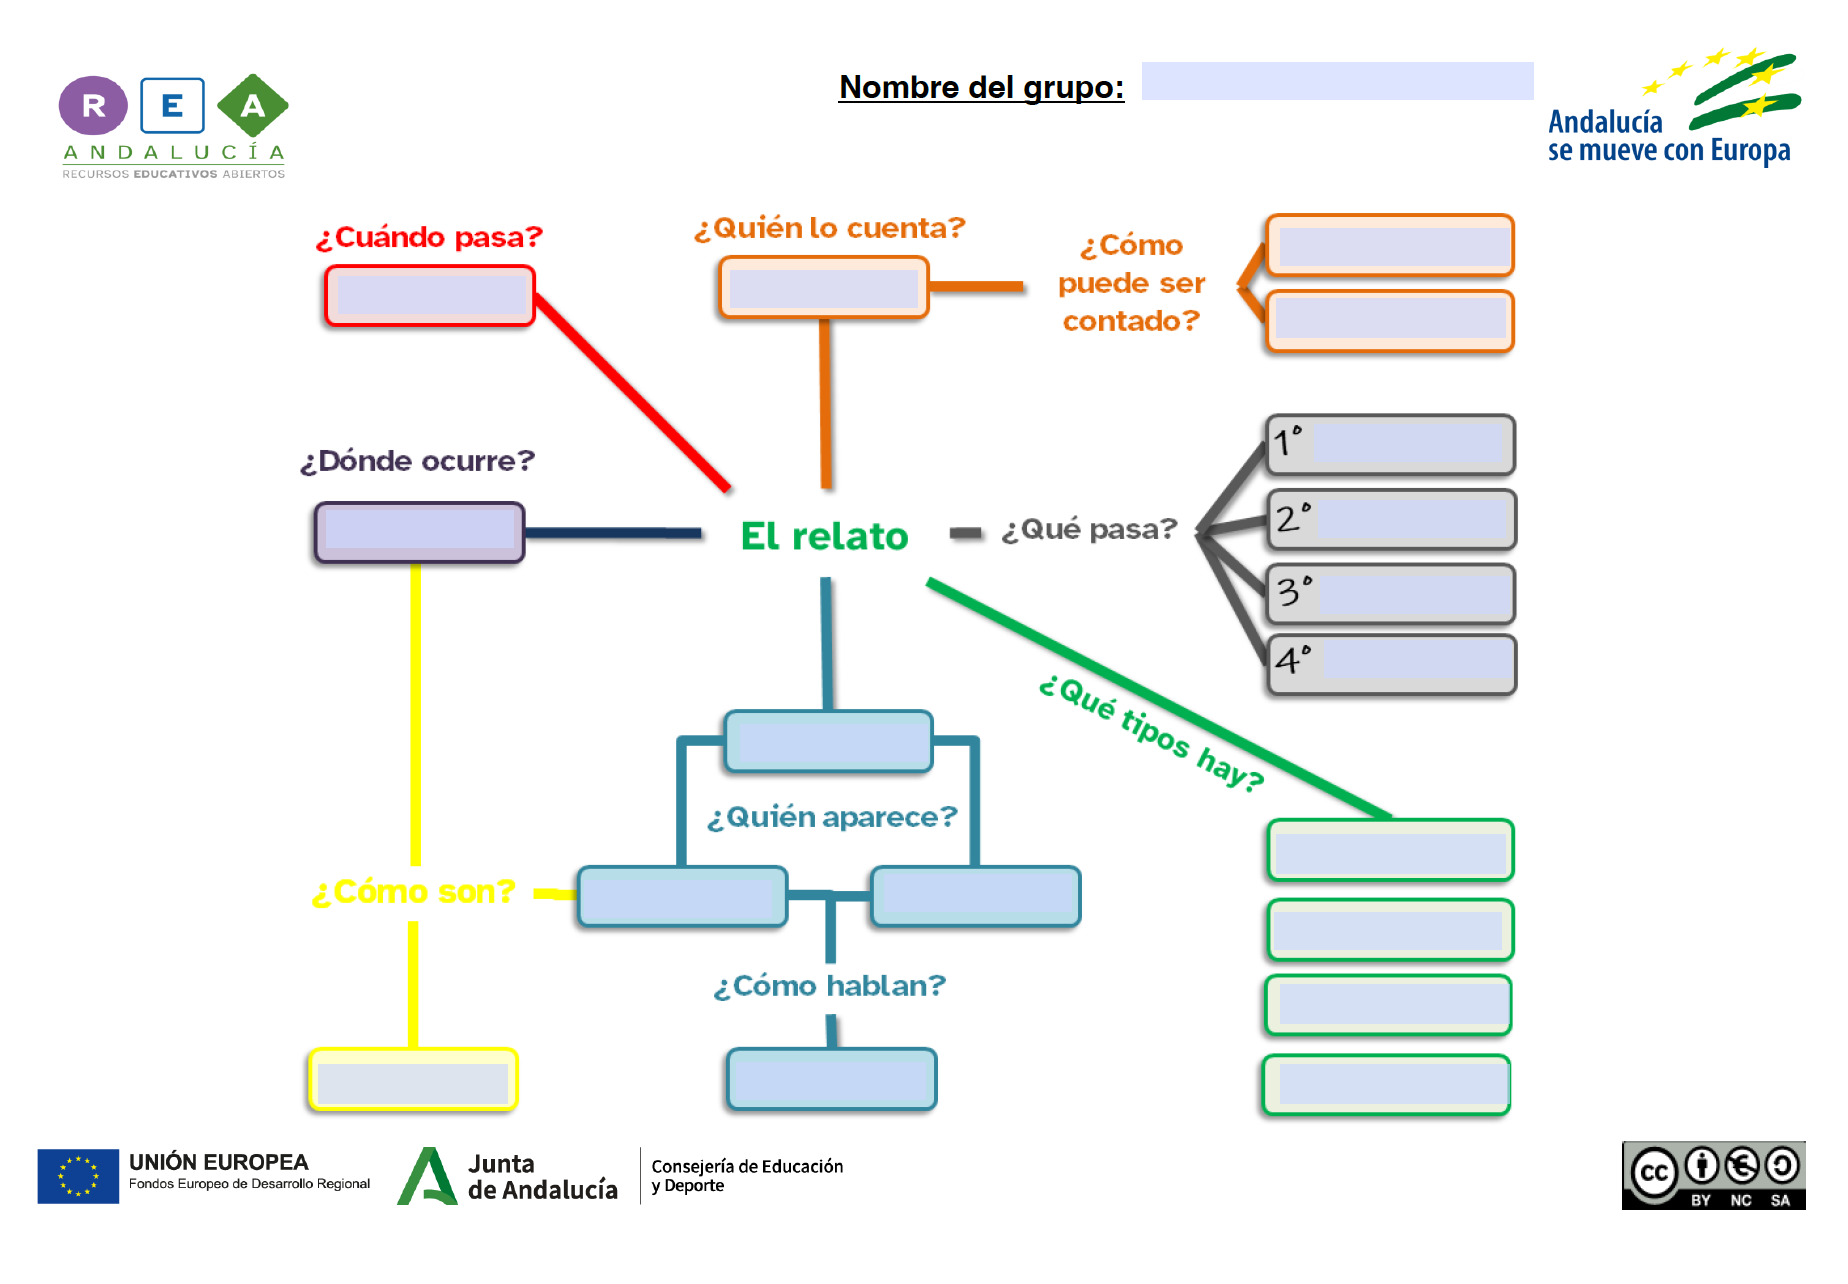 R E A
ANDALUCÍA
RECURSOS EDUCATIVOS ABIERTOS
Nombre del grupo:
Andalucía
se mueve con Europa
¿Cuándo pasa?
¿Quién lo cuenta?
¿Cómo
puede ser
contado?
¿Dónde ocurre?
El relato
¿Qué pasa?
1º
2º
3º
4º
¿Qué tipos hay?
¿Quién aparece?
¿Cómo son?
¿Cómo hablan?
UNIÓN EUROPEA
Fondos Europeo de Desarrollo Regional
Junta
de Andalucía
Consejería de Educación
y Deporte
cc
BY NC SA